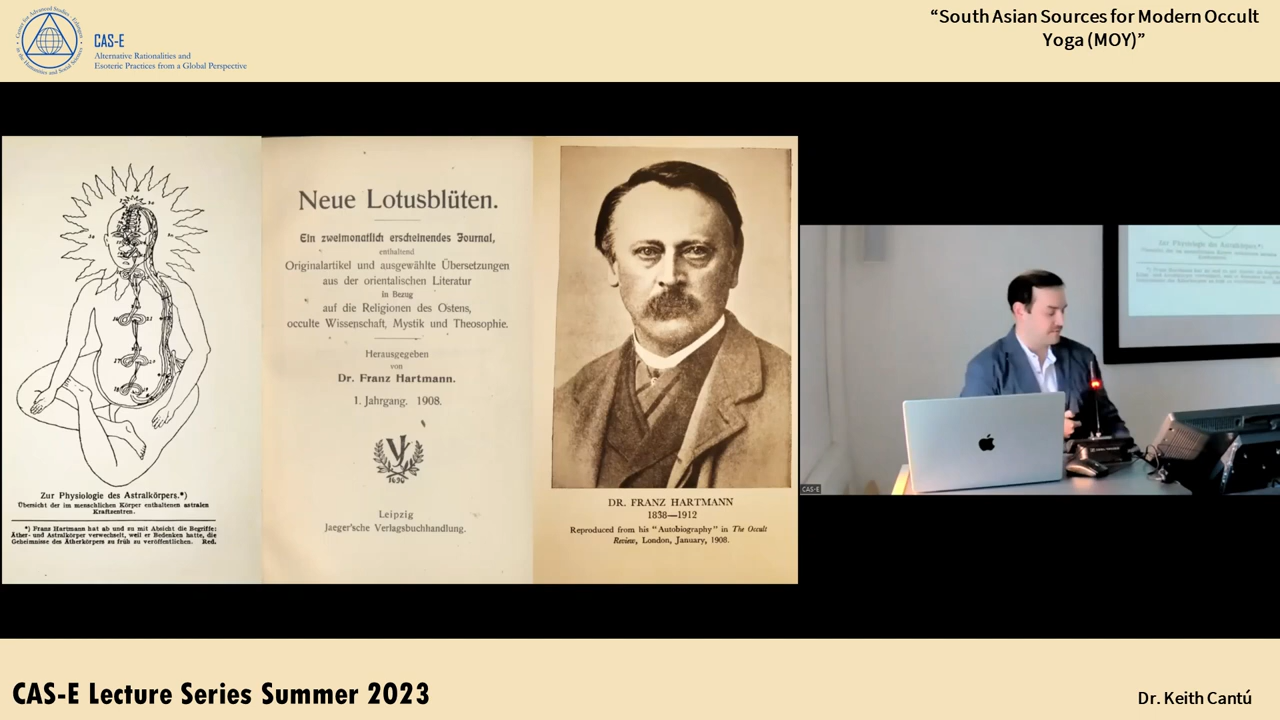 CAS-E
Alternative Rationalities and
Esoteric Practices from a Global Perspective
“South Asian Sources for Modern Occult
Yoga (MOY)”
Zur Physiologie des Astralkörpers.*)
Übersicht der im menschlichen Körper enthaltenen astralen
Kraftzentren.
*) Franz Hartmann hat ab und zu mit Absicht die Begriffe:
Äther- und Astralkörper verwechselt, weil er Bedenken hatte, die
Geheimnisse des Ätherkörpers zu früh zu veröffentlichen. Red.
Neue Lotusblüten.
Ein zweimonatlich erscheinendes Journal,
enthaltend
Originalartikel und ausgewählte Übersetzungen
aus der orientalischen Literatur
in Bezug
auf die Religionen des Ostens,
occulte Wissenschaft, Mystik und Theosophie.
Herausgegeben
von
Dr. Franz Hartmann.
1. Jahrgang. 1908.
Leipzig
Jaeger'sche Verlagsbuchhandlung.
DR. FRANZ HARTMANN
1838—1912
Reproduced from his “Autobiography” in The Occult
Review, London, January, 1908.
Zur Physiologie des Astralkörpers.*)
CAS-E
CAS-E Lecture Series Summer 2023
Dr. Keith Cantú